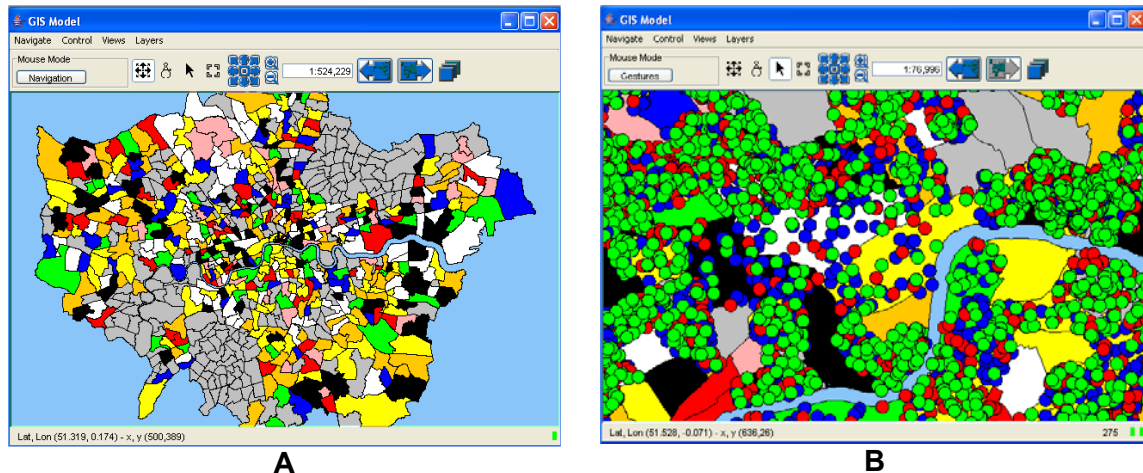 GIS Model
Navigate Control Views Layers
Mouse Mode
Navigation
1:524,229
Lat, Lon (51.319, 0.174) - x, y (500,389)
A
GIS Model
Navigate Control Views Layers
Mouse Mode
Gestures
1:76,996
Lat, Lon (51.528, -0.071) - x, y (636,26)
275
B